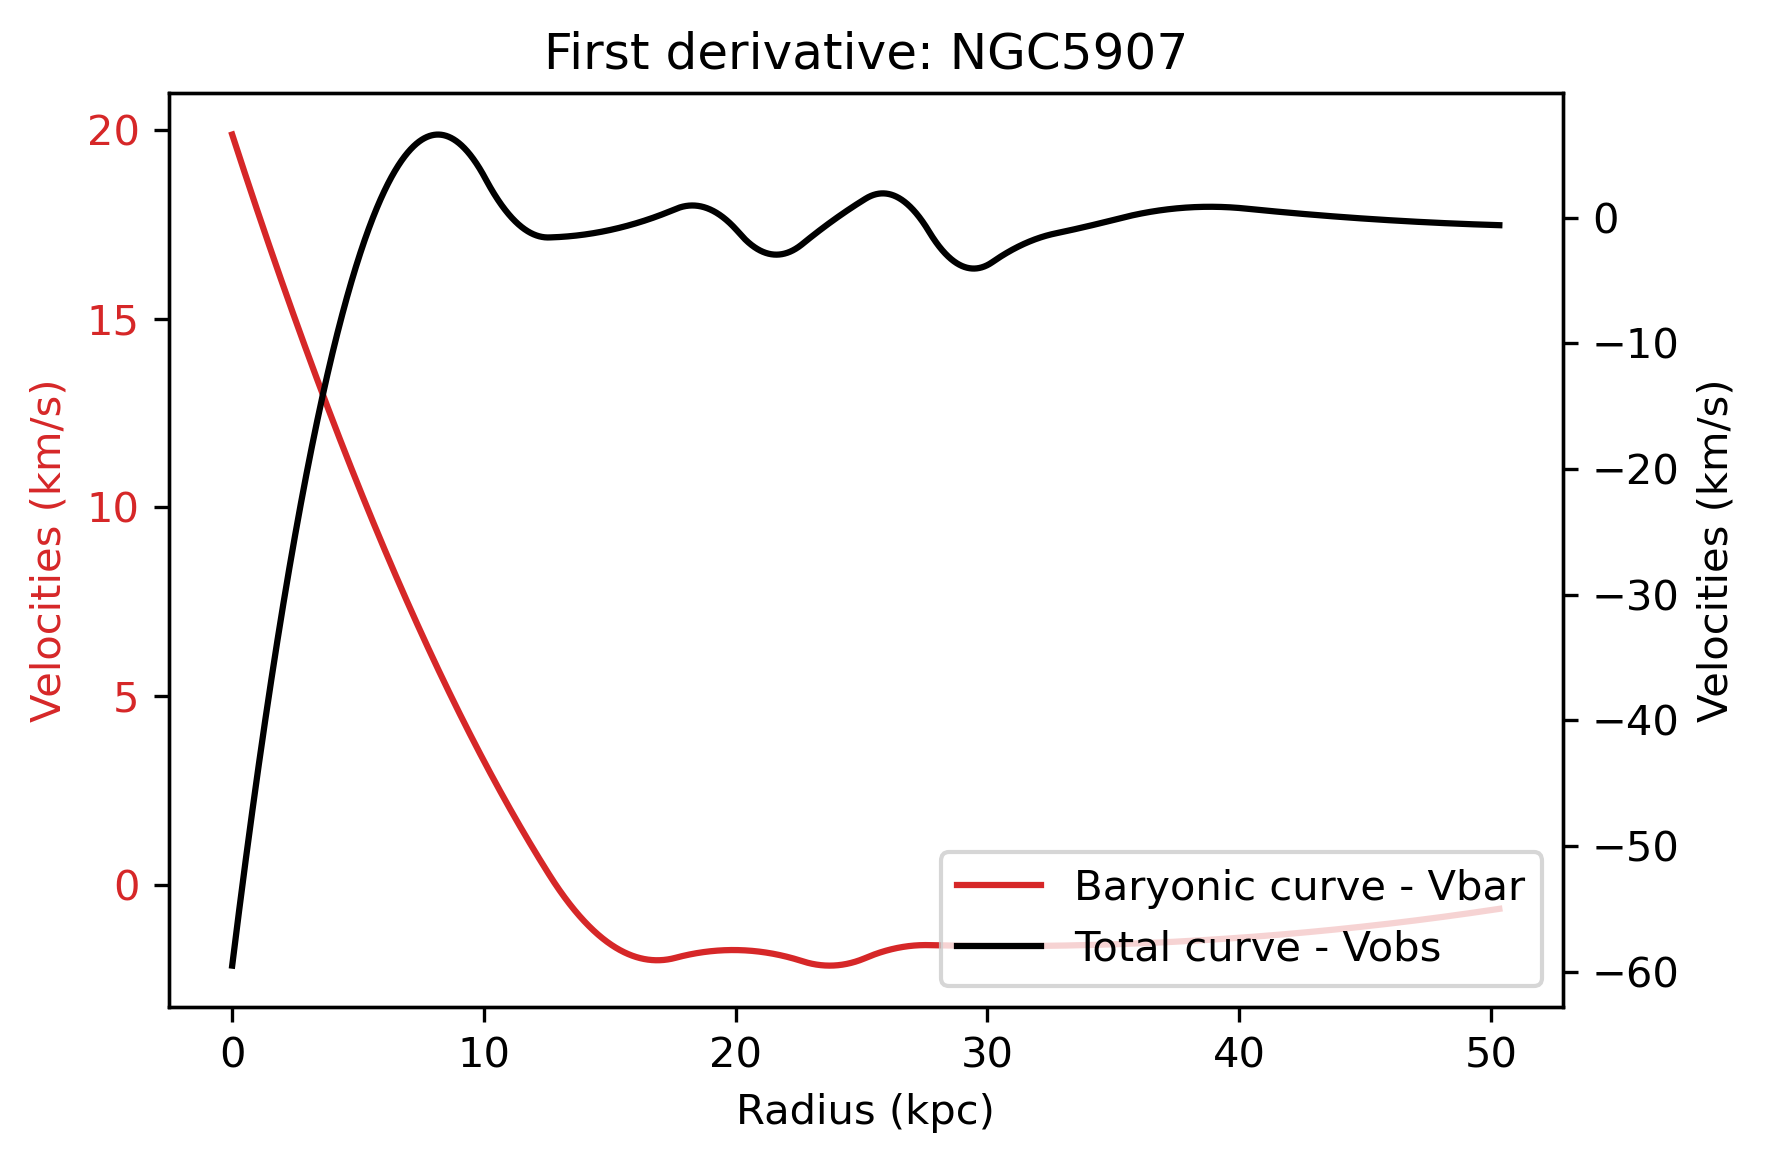 First derivative: NGC5907
20
15
10
5
0
Velocities (km/s)
0
−10
−20
−30
−40
−50
−60
Velocities (km/s)
Baryonic curve - Vbar
Total curve - Vobs
0 10 20 30 40 50
Radius (kpc)